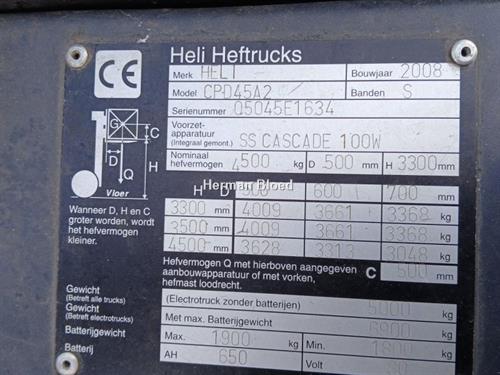 CE
Heli Heftrucks
Merk HELI Bouwjaar 2008
Model CPD45A2 Banden S
Serienummer 05045E1634
Voorzet-
apparatuur
(Integraal gemont.) SS CASCADE 100W
Nominaal
hefvermogen 4500 kg D 500 mm H 3300 mm
Herman Bloed
G
C
D
H
Q
Vloer
Wanneer D, H en C
groter worden, wordt het
hefvermogen
kleiner.
H D 500 600 700 mm
3300 mm 4009 3661 3368 kg
3500 mm 4009 3661 3368 kg
4500 mm 3628 3313 3048 kg
Hefvermogen Q met hierboven aangegeven
aanbouwapparatuur of met vorken,
hefmast loodrecht.
C 500 mm
Gewicht
(Betreft alle trucks) (Electrotruck zonder batterijen) 5000 kg
Gewicht
(Betreft electrotrucks) Met max. Batterijgewicht 6900 kg
Batterijgewicht Max. 1900 kg Min. 1800 kg
Batterij AH 650 Volt 80